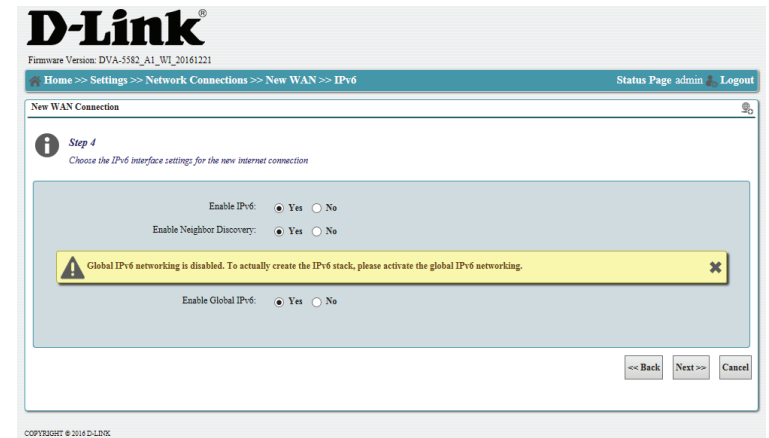 D-Link®
Firmware Version: DVA-5582_A1_WI_20161221
Home >> Settings >> Network Connections >> New WAN >> IPv6 Status Page admin Logout
New WAN Connection
Step 4
Choose the IPv6 interface settings for the new internet connection
Enable IPv6: Yes No
Enable Neighbor Discovery: Yes No
Global IPv6 networking is disabled. To actually create the IPv6 stack, please activate the global IPv6 networking.
Enable Global IPv6: Yes No
<< Back Next >> Cancel
COPYRIGHT © 2016 D-LINK